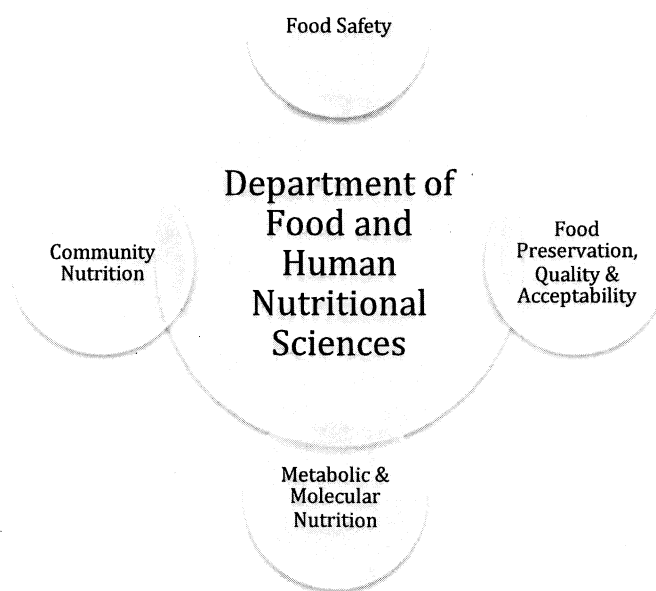 Food Safety
Department of
Food and
Human
Nutritional
Sciences
Community
Nutrition
Food
Preservation,
Quality &
Acceptability
Metabolic &
Molecular
Nutrition